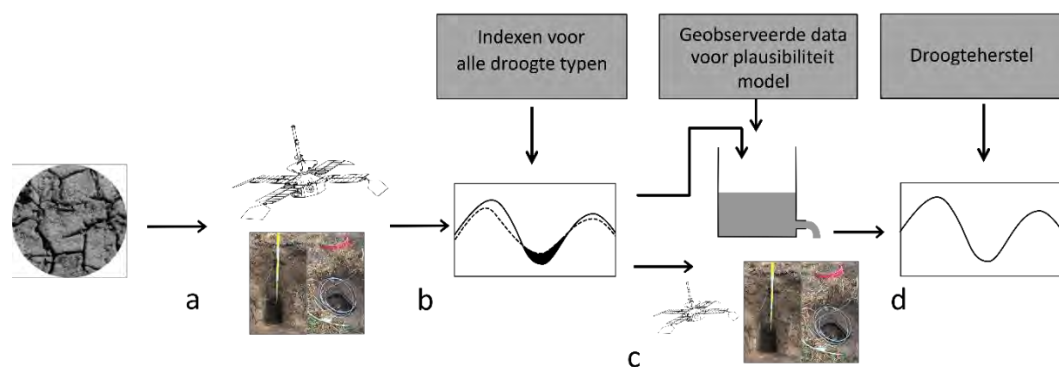 Indexen voor
alle droogte typen
Geobserveerde data
voor plausibiliteit
model
Droogteherstel
a
b
c
d